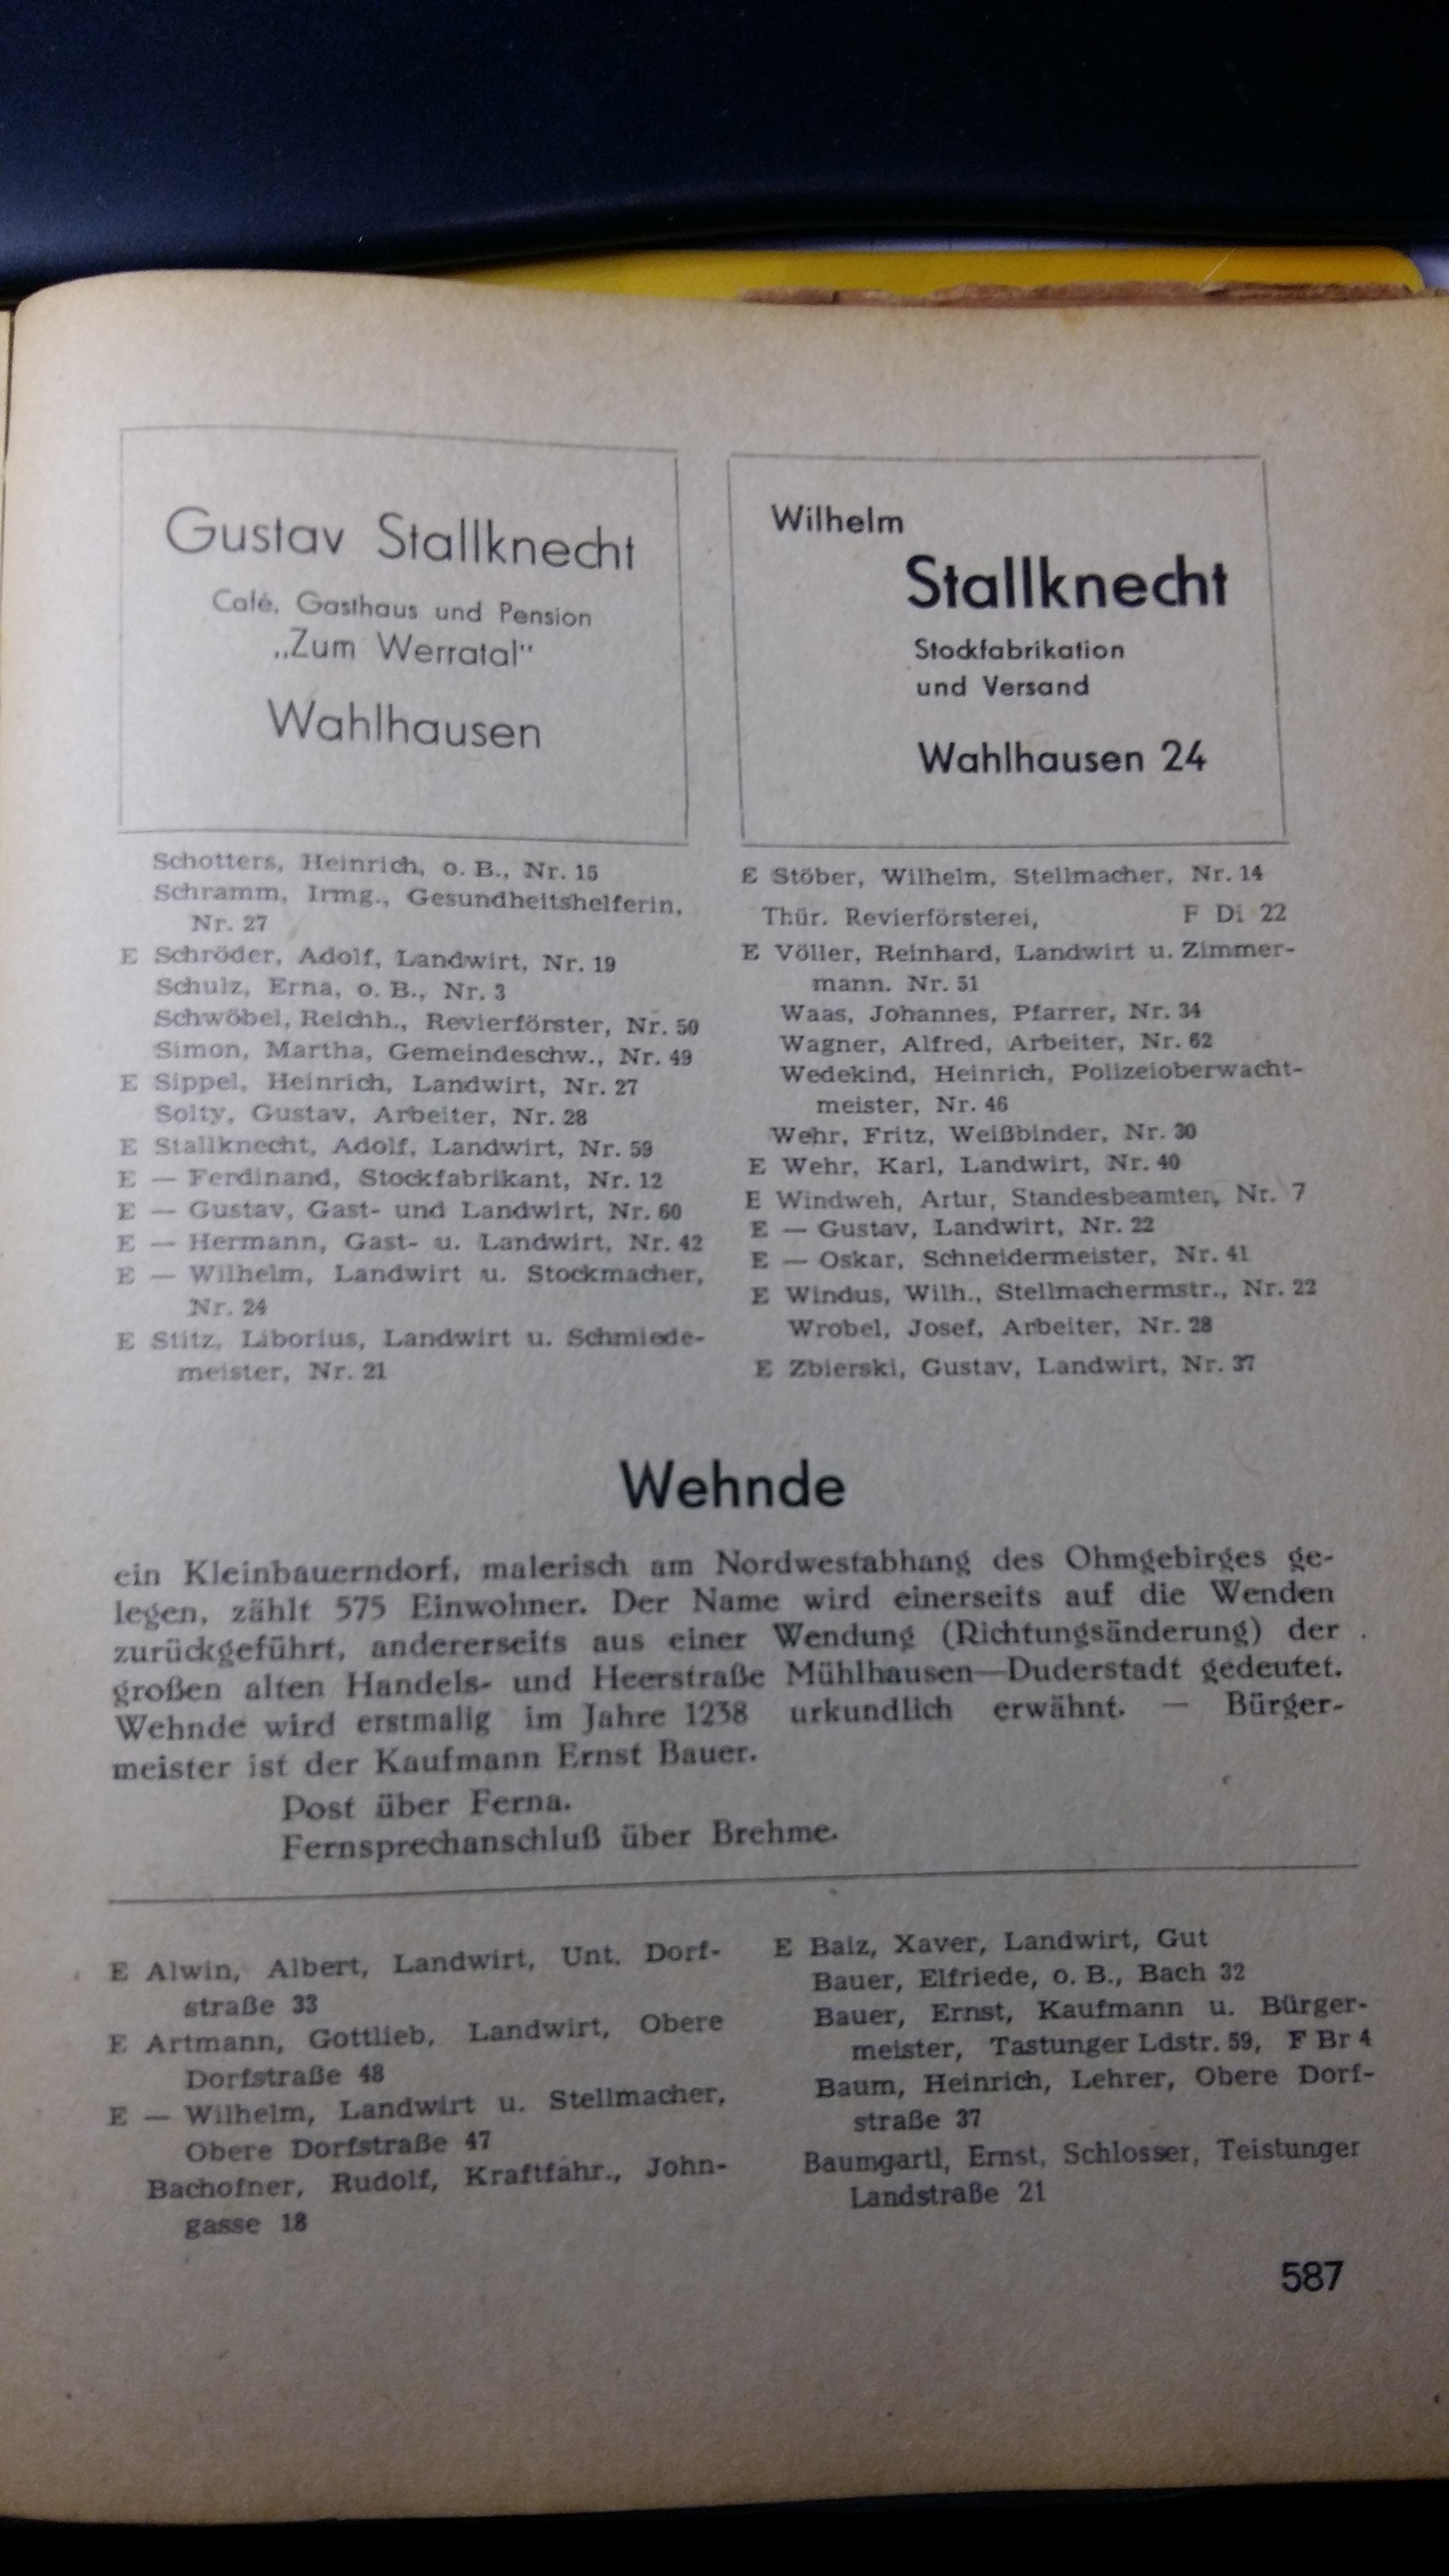 Gustav Stallknecht
Café, Gasthaus und Pension
„Zum Werratal"
Wahlhausen
Wilhelm
Stallknecht
Stockfabrikation
und Versand
Wahlhausen 24
Schotters, Heinrich, o. B., Nr. 15
Schramm, Irmg., Gesundheitshelferin,
Nr. 27
E Schröder, Adolf, Landwirt, Nr. 19
Schulz, Erna, o. B., Nr. 3
Schwöbel, Reichh., Revierförster, Nr. 50
Simon, Martha, Gemeindeschw., Nr. 49
E Sippel, Heinrich, Landwirt, Nr. 27
Solty, Gustav, Arbeiter, Nr. 28
E Stallknecht, Adolf, Landwirt, Nr. 59
E — Ferdinand, Stockfabrikant, Nr. 12
E — Gustav, Gast- und Landwirt, Nr. 60
E — Hermann, Gast- u. Landwirt, Nr. 42
E — Wilhelm, Landwirt u. Stockmacher,
Nr. 24
E Stitz, Liborius, Landwirt u. Schmiede-
meister, Nr. 21
E Stöber, Wilhelm, Stellmacher, Nr. 14
Thür. Revierförsterei, F Di 22
E Völler, Reinhard, Landwirt u. Zimmer-
mann. Nr. 51
Waas, Johannes, Pfarrer, Nr. 34
Wagner, Alfred, Arbeiter, Nr. 62
Wedekind, Heinrich, Polizeioberwacht-
meister, Nr. 46
Wehr, Fritz, Weißbinder, Nr. 30
E Wehr, Karl, Landwirt, Nr. 40
E Windweh, Artur, Standesbeamter, Nr. 7
E — Gustav, Landwirt, Nr. 22
E — Oskar, Schneidermeister, Nr. 41
E Windus, Wilh., Stellmachermstr., Nr. 22
Wrobel, Josef, Arbeiter, Nr. 28
E Zbierski, Gustav, Landwirt, Nr. 37
Wehnde
ein Kleinbauerndorf, malerisch am Nordwestabhang des Ohmgebirges ge-
legen, zählt 575 Einwohner. Der Name wird einerseits auf die Wenden
zurückgeführt, andererseits aus einer Wendung (Richtungsänderung) der
großen alten Handels- und Heerstraße Mühlhausen—Duderstadt gedeutet.
Wehnde wird erstmalig im Jahre 1238 urkundlich erwähnt. — Bürger-
meister ist der Kaufmann Ernst Bauer.
Post über Ferna.
Fernsprechanschluß über Brehme.
E Alwin, Albert, Landwirt, Unt. Dorf-
straße 33
E Artmann, Gottlieb, Landwirt, Obere
Dorfstraße 48
E — Wilhelm, Landwirt u. Stellmacher,
Obere Dorfstraße 47
Bachofner, Rudolf, Kraftfahr., John-
gasse 18
E Balz, Xaver, Landwirt, Gut
Bauer, Elfriede, o. B., Bach 32
Bauer, Ernst, Kaufmann u. Bürger-
meister, Tastunger Ldstr. 59, F Br 4
Baum, Heinrich, Lehrer, Obere Dorf-
straße 37
Baumgartl, Ernst, Schlosser, Teistunger
Landstraße 21
587